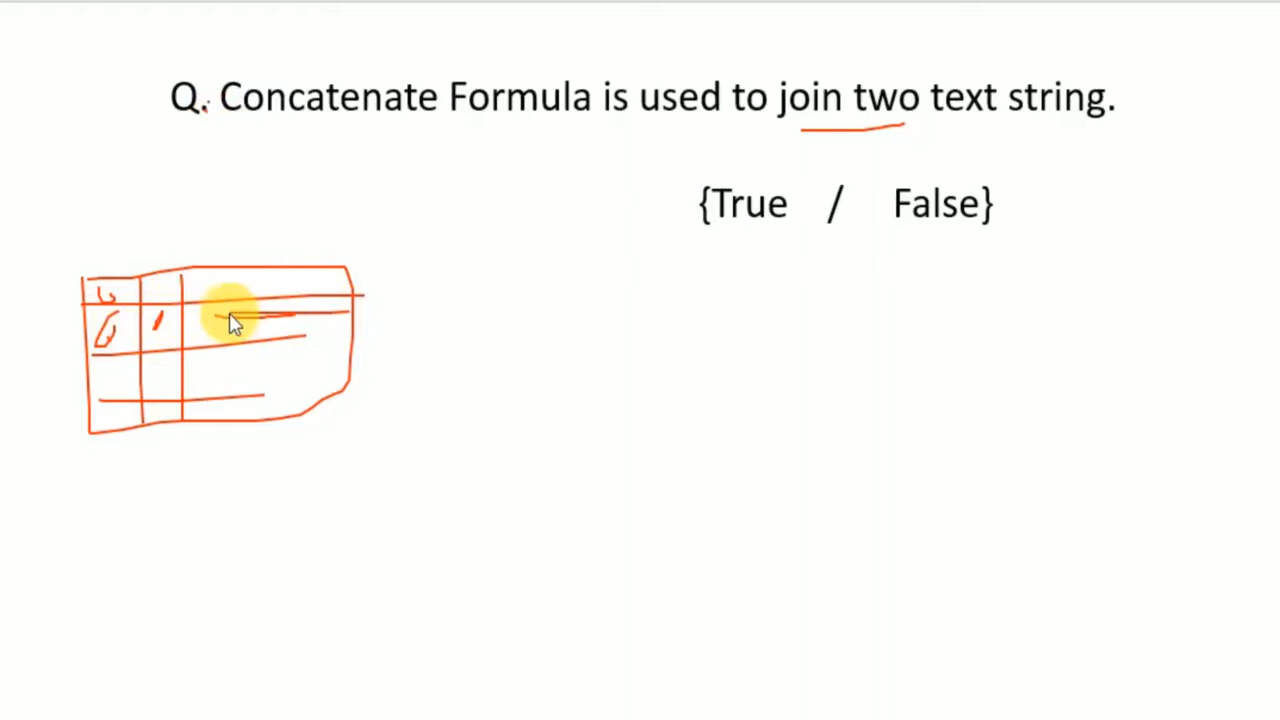 Q. Concatenate Formula is used to join two text string.
{True / False}